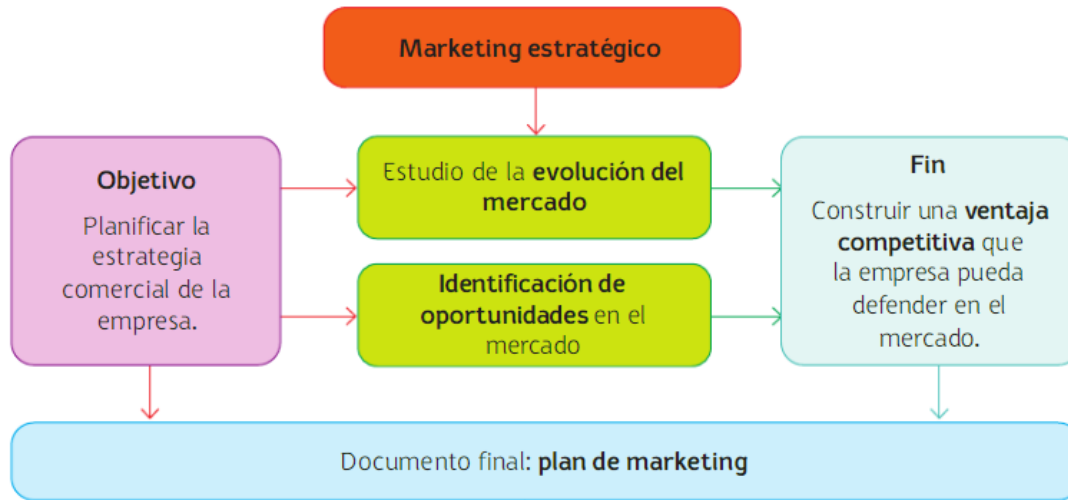 Marketing estratégico
Objetivo
Planificar la
estrategia
comercial de la
empresa.
Estudio de la evolución del
mercado
Identificación de
oportunidades en el
mercado
Fin
Construir una ventaja
competitiva que
la empresa pueda
defender en el
mercado.
Documento final: plan de marketing